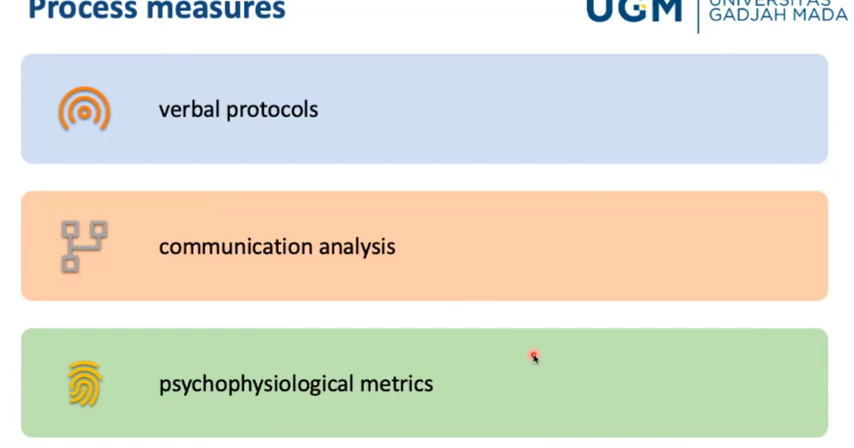 Process measures
UGM
UNIVERSITAS
GADJAH MADA
verbal protocols
communication analysis
psychophysiological metrics